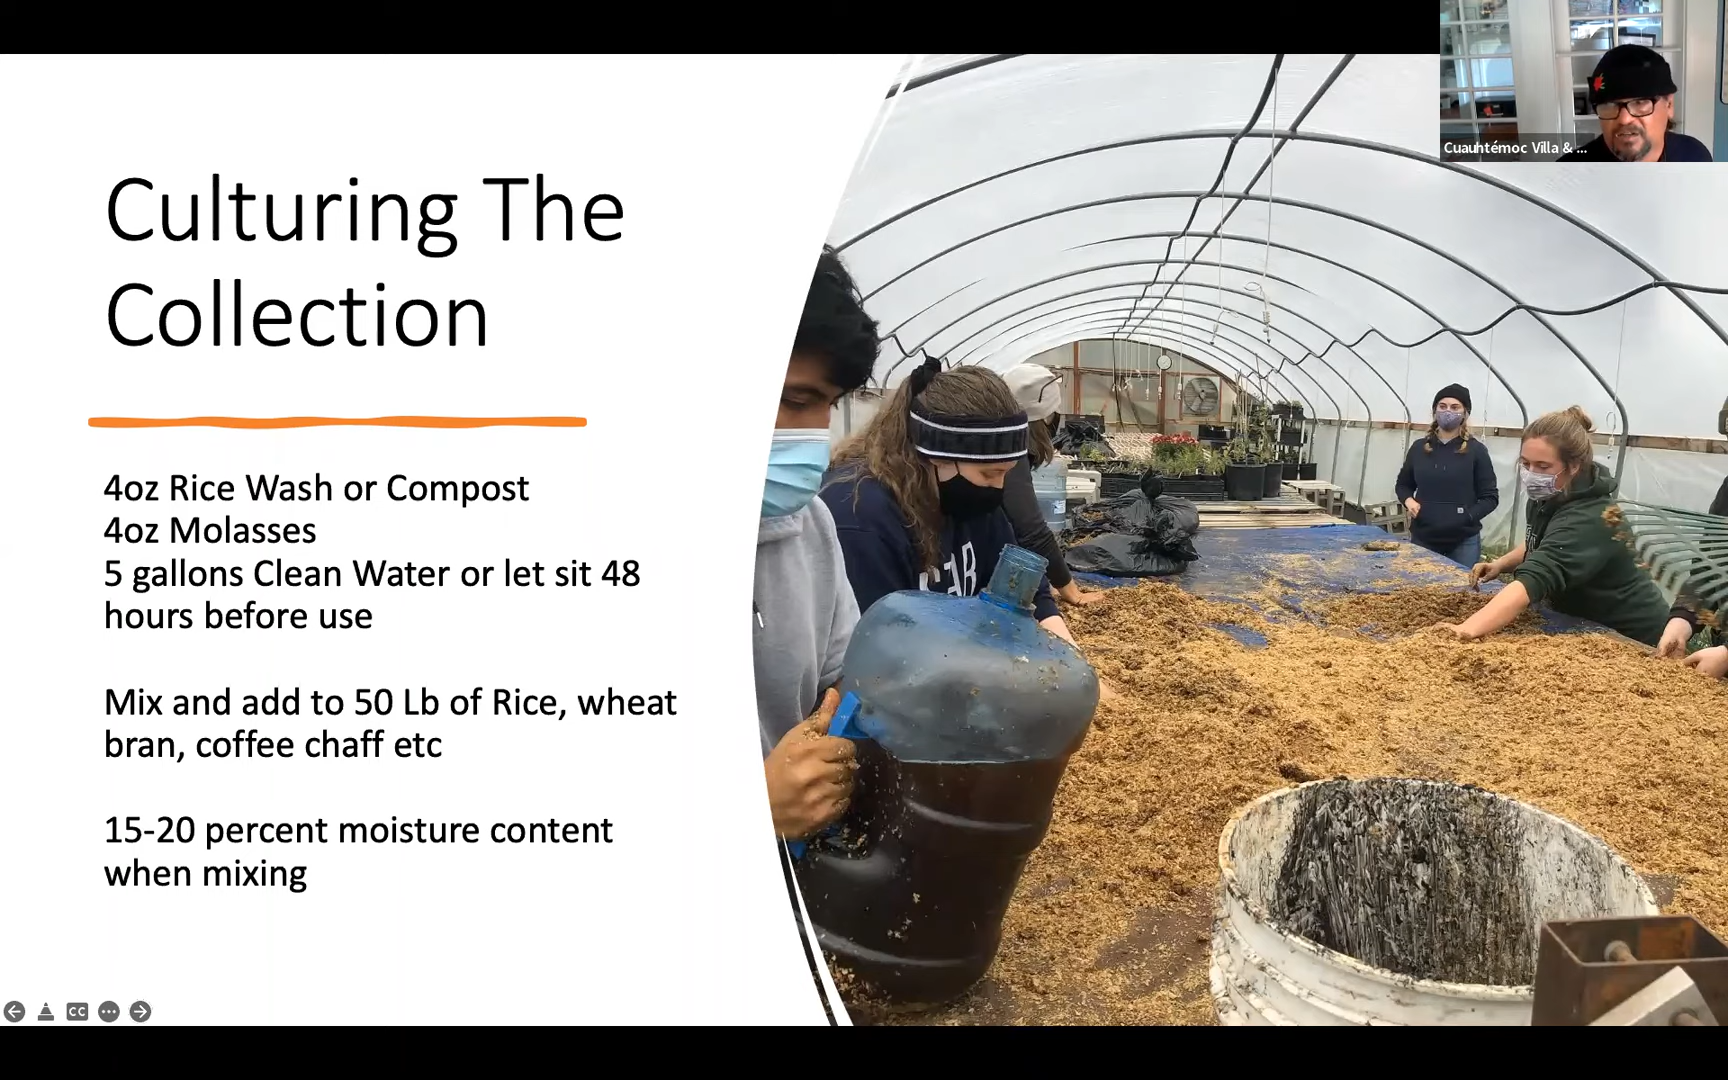 Cuauhtémoc Villa & ...
Culturing The
Collection
4oz Rice Wash or Compost
4oz Molasses
5 gallons Clean Water or let sit 48
hours before use
Mix and add to 50 Lb of Rice, wheat
bran, coffee chaff etc
15-20 percent moisture content
when mixing
CC